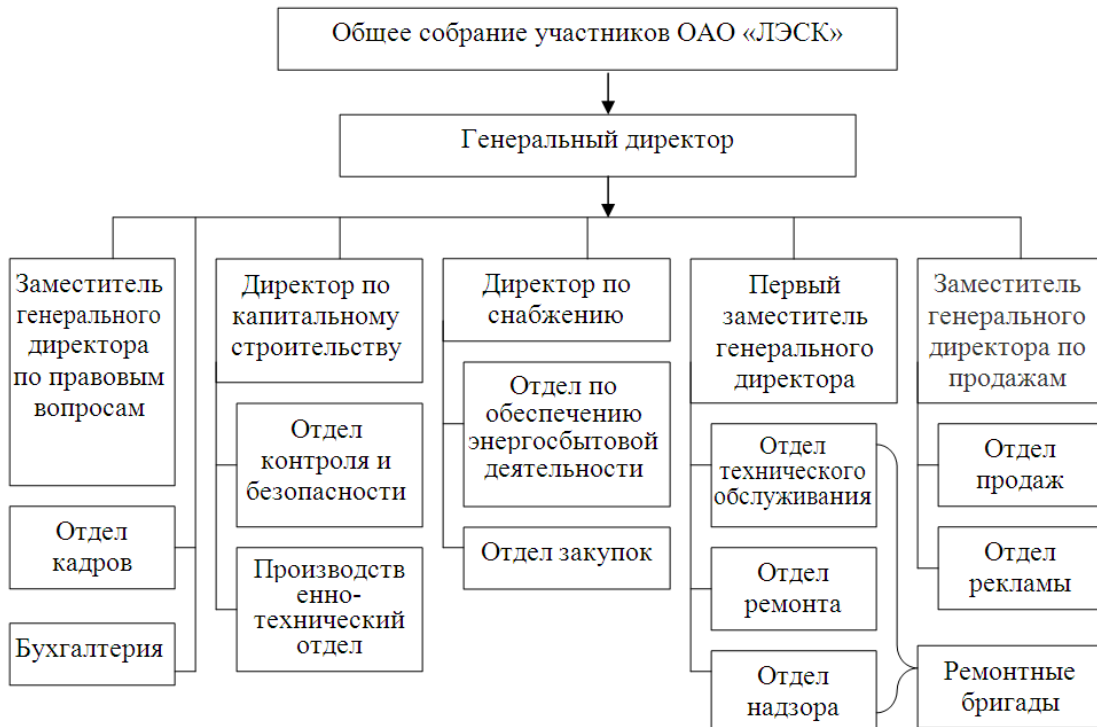 Общее собрание участников ОАО «ЛЭСК»
Генеральный директор
Заместитель
генерального
директора
по правовым
вопросам
Отдел
кадров
Бухгалтерия
Директор по
капитальному
строительству
Отдел
контроля и
безопасности
Производств
енно-
технический
отдел
Директор по
снабжению
Отдел по
обеспечению
энергосбытовой
деятельности
Отдел закупок
Первый
заместитель
генерального
директора
Отдел
технического
обслуживания
Отдел
ремонта
Отдел
надзора
Заместитель
генерального
директора по
продажам
Отдел
продаж
Отдел
рекламы
Ремонтные
бригады